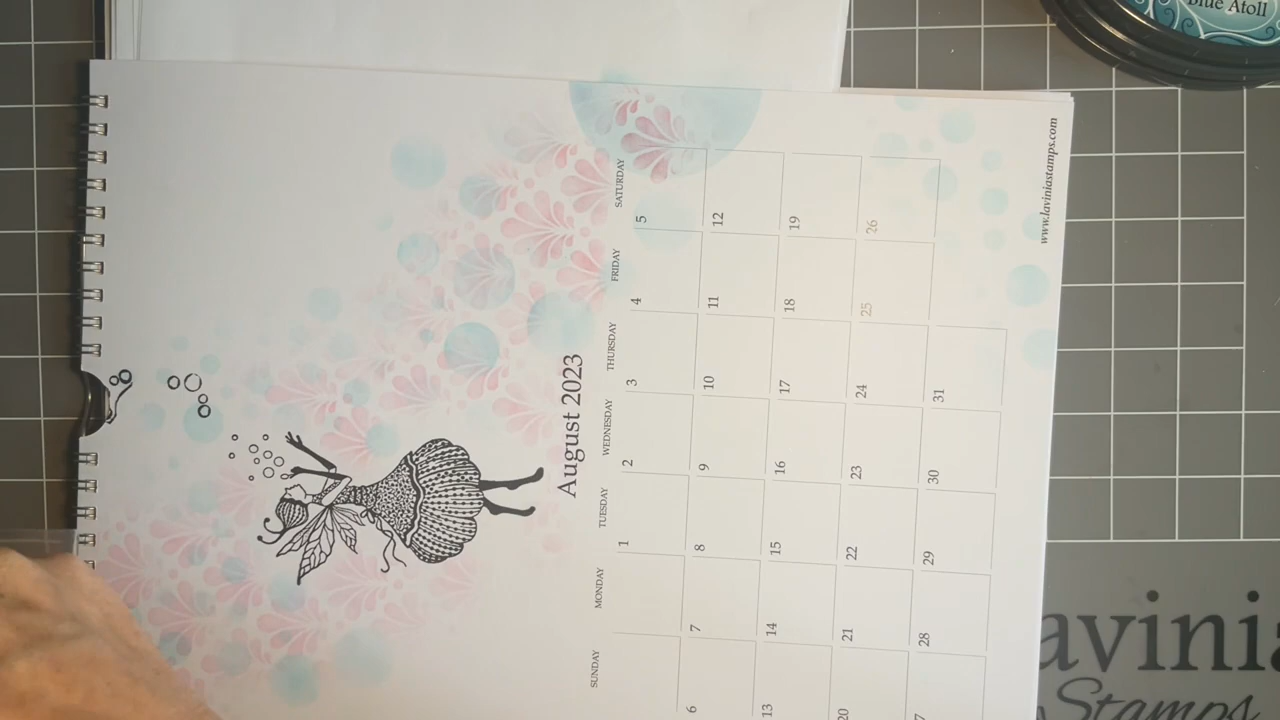 Blue Atoll
August 2023
SUNDAY MONDAY TUESDAY WEDNESDAY THURSDAY FRIDAY SATURDAY
1 2 3 4 5
6 7 8 9 10 11 12
13 14 15 16 17 18 19
20 21 22 23 24 25 26
7 28 29 30 31
www.laviniastamps.com
avinia
Stamps